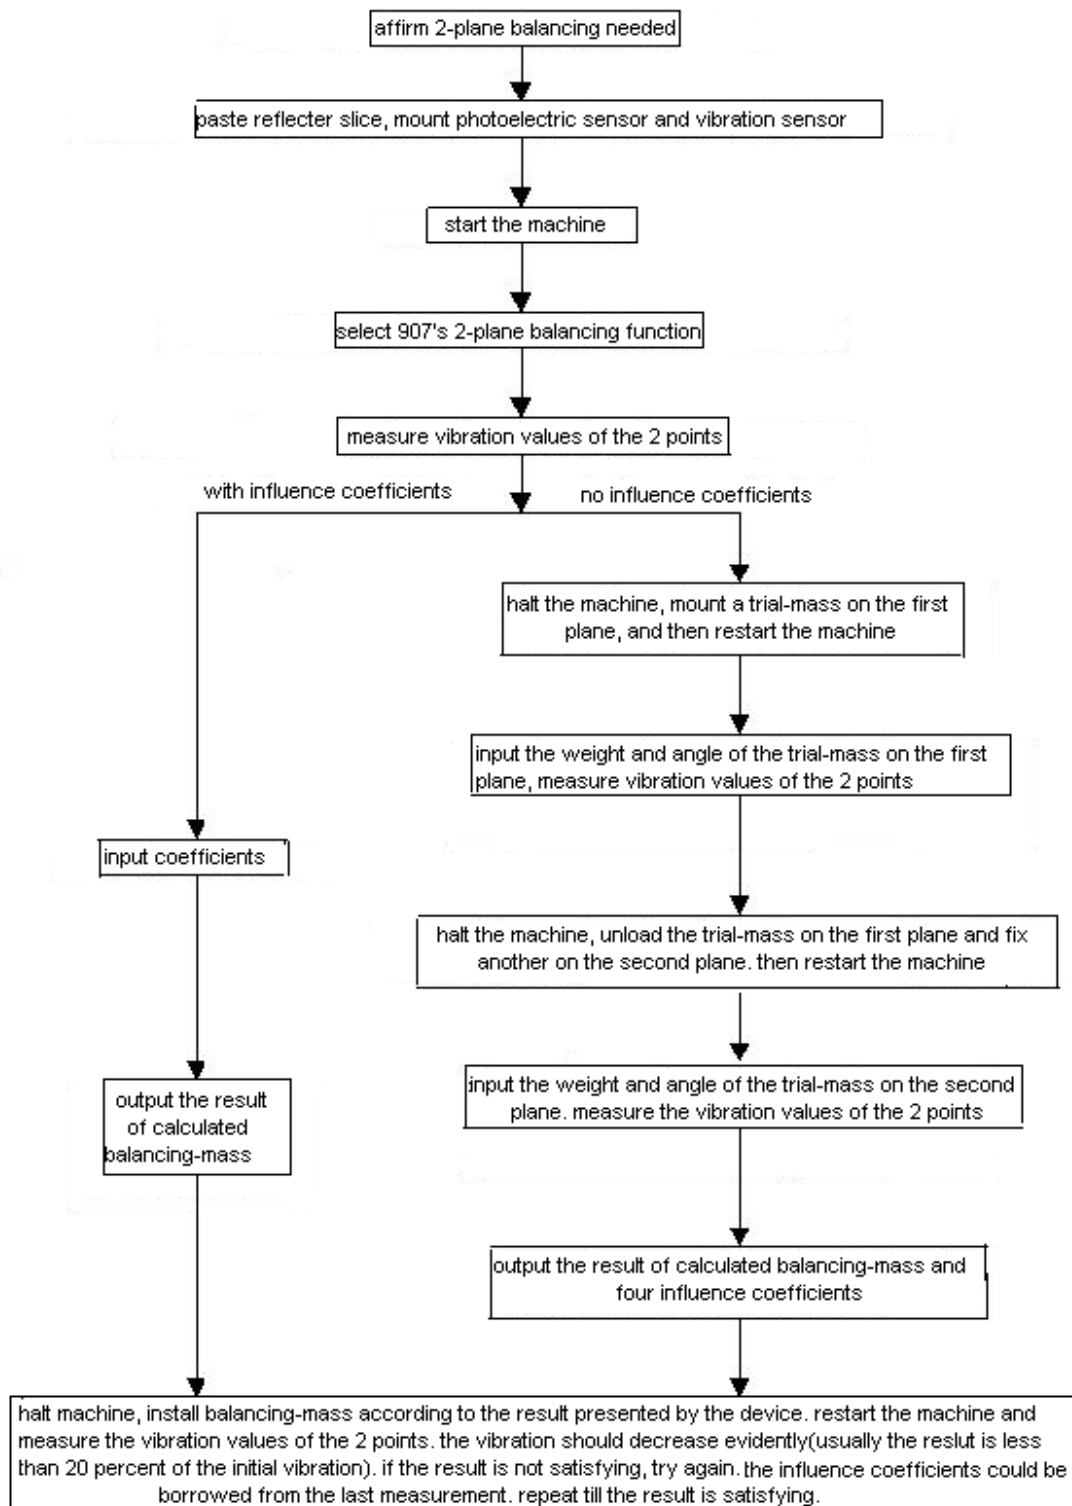 affirm 2-plane balancing needed
paste reflecter slice, mount photoelectric sensor and vibration sensor
start the machine
select 907's 2-plane balancing function
measure vibration values of the 2 points
with influence coefficients
no influence coefficients
halt the machine, mount a trial-mass on the first
plane, and then restart the machine
input the weight and angle of the trial-mass on the first
plane, measure vibration values of the 2 points
input coefficients
halt the machine, unload the trial-mass on the first plane and fix
another on the second plane. then restart the machine
input the weight and angle of the trial-mass on the second
plane. measure the vibration values of the 2 points
output the result
of calculated
balancing-mass
output the result of calculated balancing-mass and
four influence coefficients
halt machine, install balancing-mass according to the result presented by the device. restart the machine and
measure the vibration values of the 2 points. the vibration should decrease evidently(usually the reslut is less
than 20 percent of the initial vibration). if the result is not satisfying, try again. the influence coefficients could be
borrowed from the last measurement. repeat till the result is satisfying.